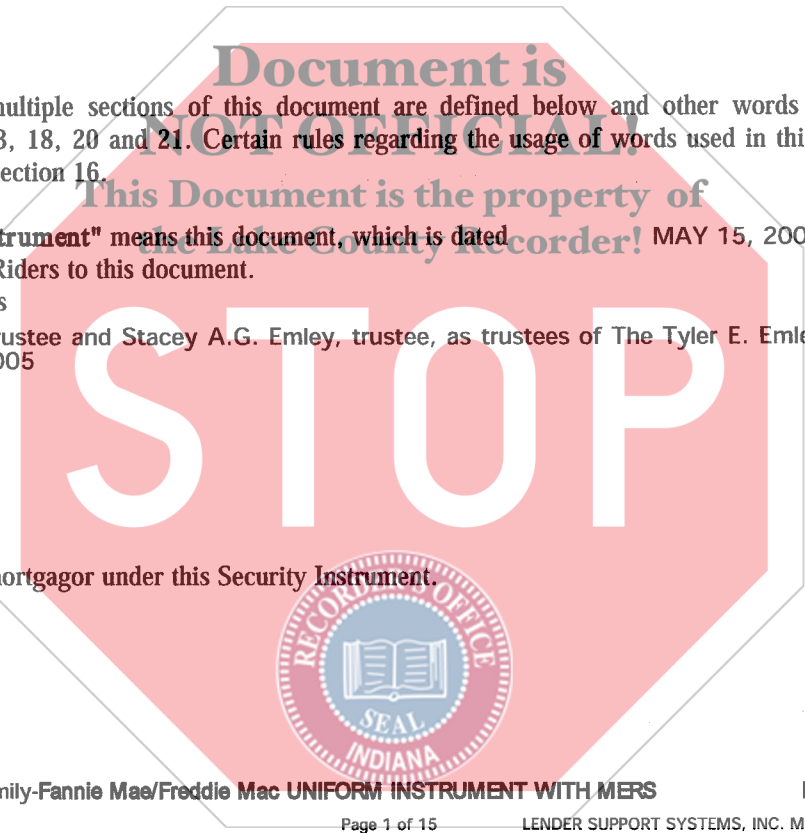 Document is
multiple sections of this document are defined below and other words
3, 18, 20 and 21. Certain rules regarding the usage of words used in thi
NOT OFFICIAL!
ection 16.
This Document is the property of
trument" means this document, which is dated MAY 15, 200
the Lake County Recorder!
Riders to this document.
s
rustee and Stacey A.G. Emley, trustee, as trustees of The Tyler E. Emle
005
STOP
nortgagor under this Security Instrument.
RECORDER'S OFFICE
SEAL
INDIANA
mily-Fannie Mae/Freddie Mac UNIFORM INSTRUMENT WITH MERS
Page 1 of 15 LENDER SUPPORT SYSTEMS, INC. M